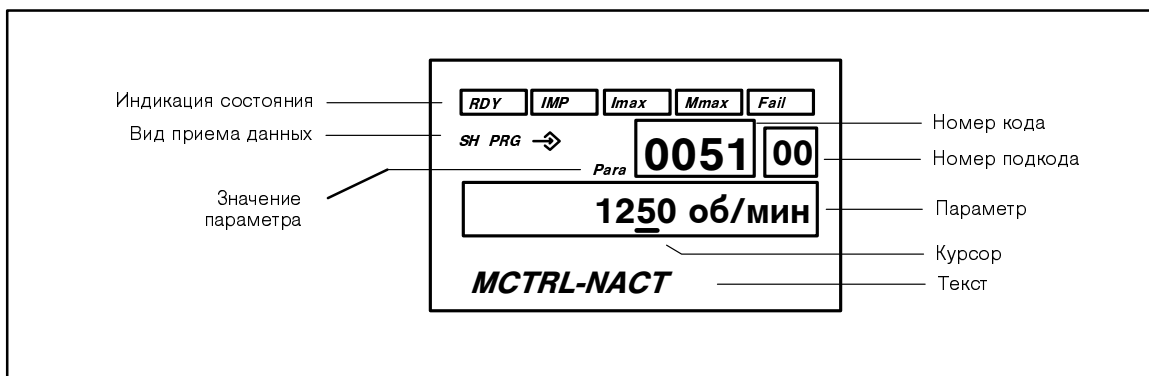 Индикация состояния
RDY IMP Imax Mmax Fail
Вид приема данных
SH PRG
Номер кода
0051 00
Номер подкода
Para
Значение
параметра
1250 об/мин
Параметр
Курсор
MCTRL-NACT
Текст